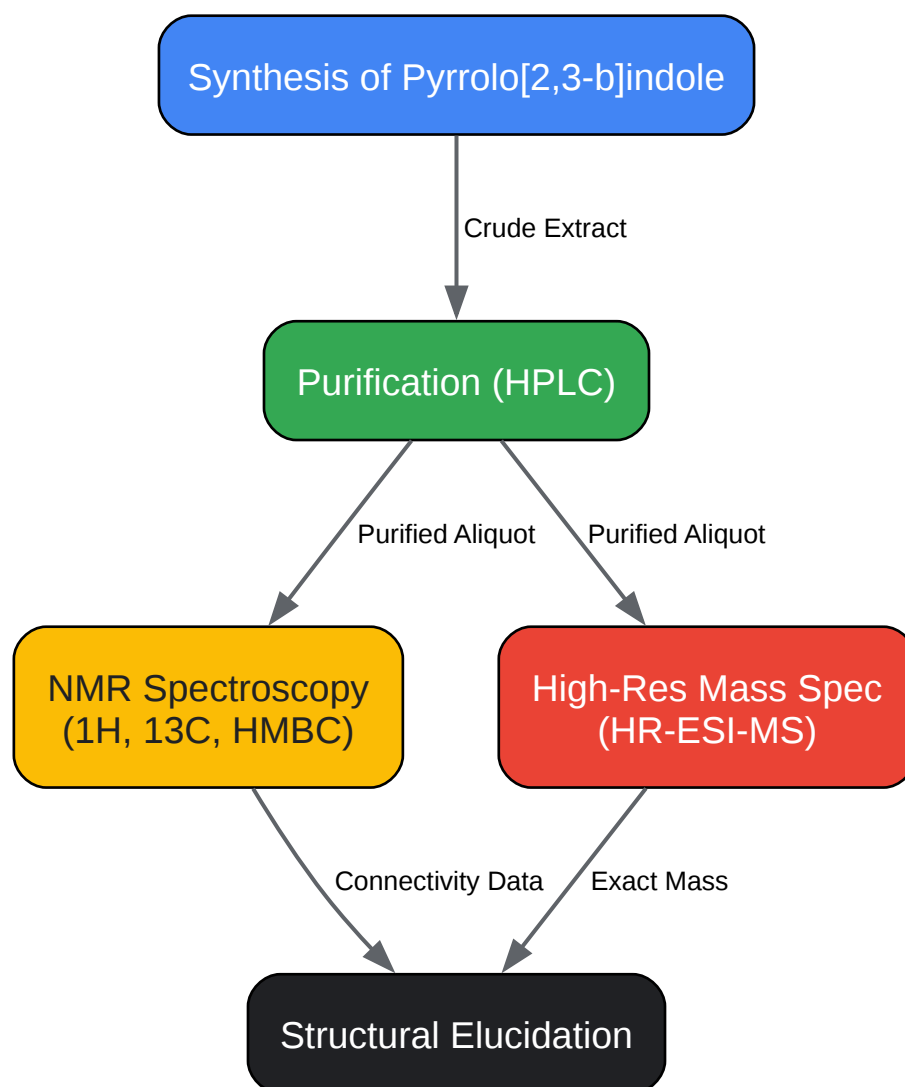 Synthesis of Pyrrolo[2,3-b]indole
Crude Extract
Purification (HPLC)
Purified Aliquot
Purified Aliquot
NMR Spectroscopy
(1H, 13C, HMBC)
High-Res Mass Spec
(HR-ESI-MS)
Connectivity Data
Exact Mass
Structural Elucidation